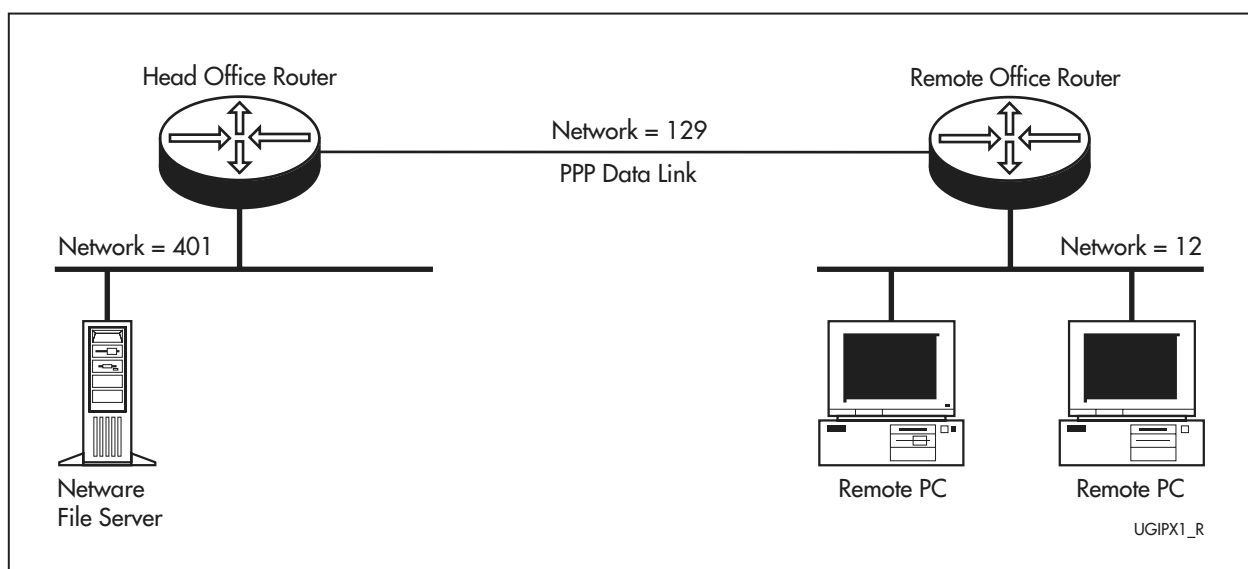 Head Office Router
Remote Office Router
Network = 129
PPP Data Link
Network = 401
Network = 12
Netware
File Server
Remote PC
Remote PC
UGIPX1_R